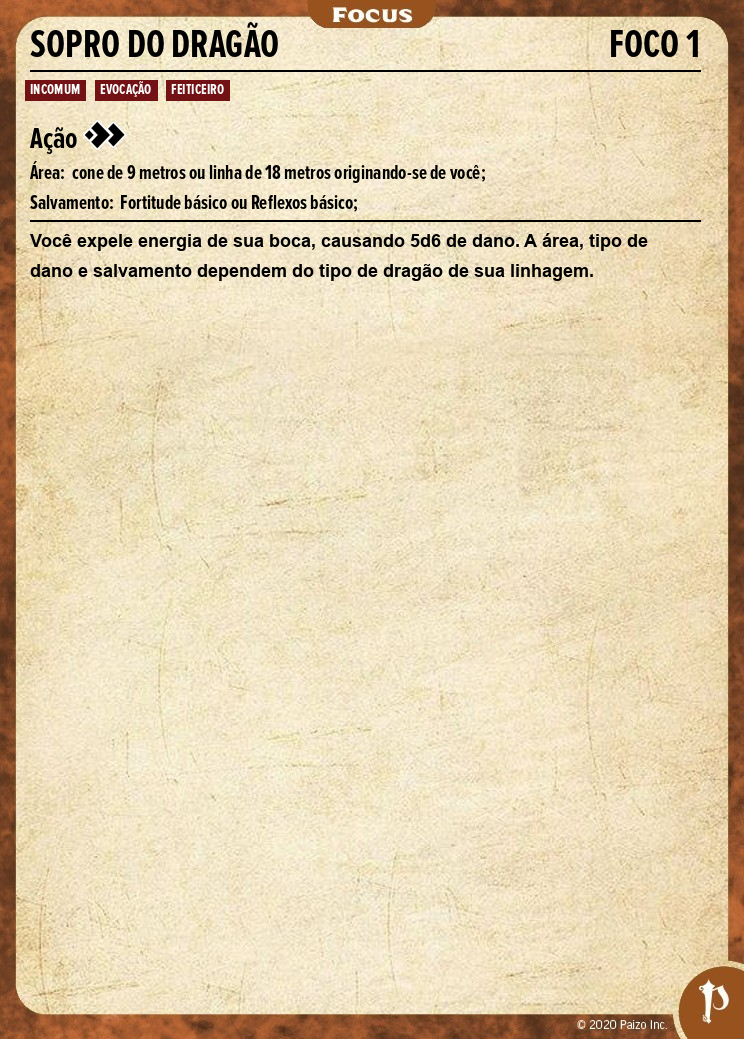 Focus
SOPRO DO DRAGÃO FOCO 1
INCOMUM EVOCAÇÃO FEITICEIRO
Ação
Área: cone de 9 metros ou linha de 18 metros originando-se de você;
Salvamento: Fortitude básico ou Reflexos básico;
Você expele energia de sua boca, causando 5d6 de dano. A área, tipo de
dano e salvamento dependem do tipo de dragão de sua linhagem.
© 2020 Paizo Inc.
P